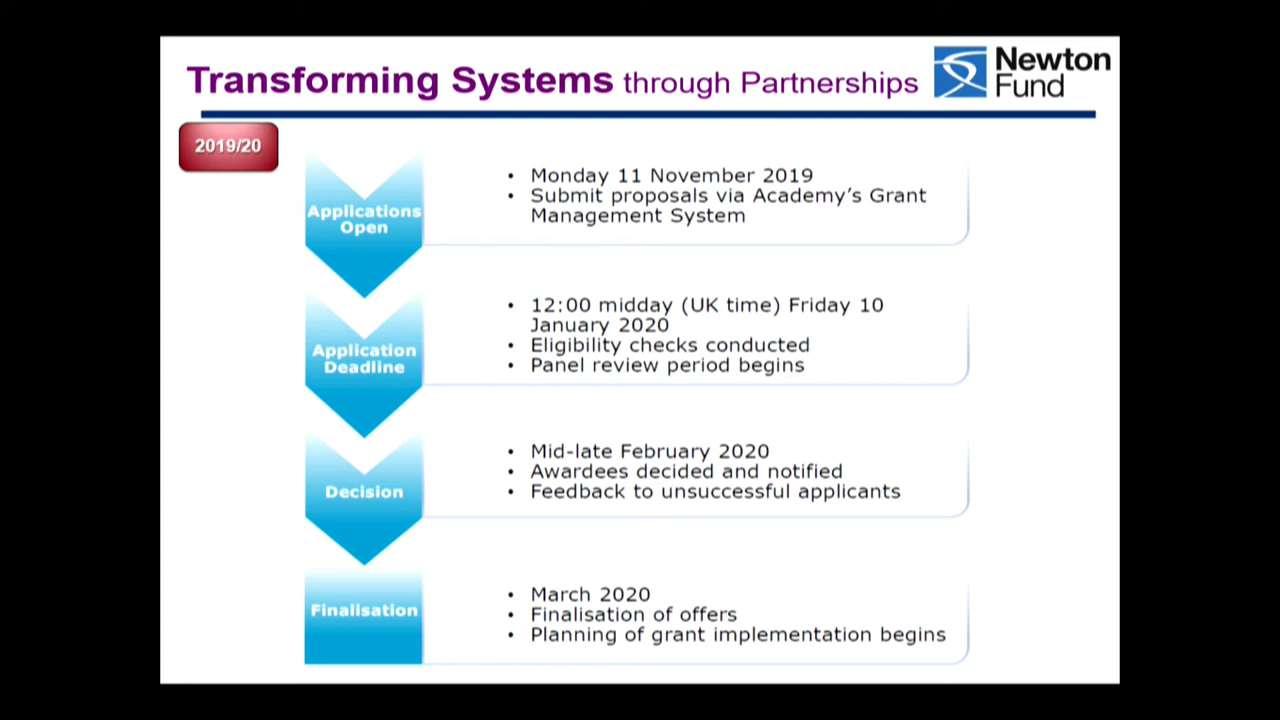 Transforming Systems through Partnerships
Newton
Fund
2019/20
Applications
Open
• Monday 11 November 2019
• Submit proposals via Academy’s Grant
Management System
Application
Deadline
• 12:00 midday (UK time) Friday 10
January 2020
• Eligibility checks conducted
• Panel review period begins
Decision
• Mid-late February 2020
• Awardees decided and notified
• Feedback to unsuccessful applicants
Finalisation
• March 2020
• Finalisation of offers
• Planning of grant implementation begins